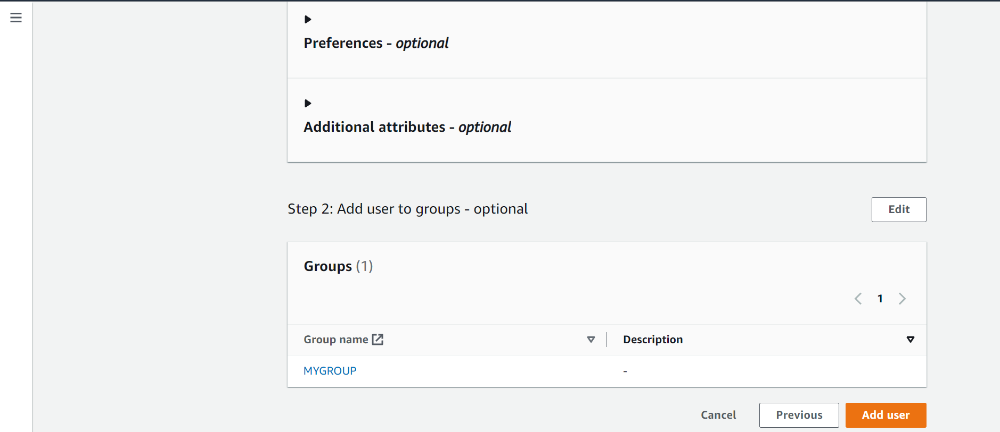 Preferences - optional
Additional attributes - optional
Step 2: Add user to groups - optional
Edit
Groups (1)
1
Group name
Description
MYGROUP
-
Cancel
Previous
Add user